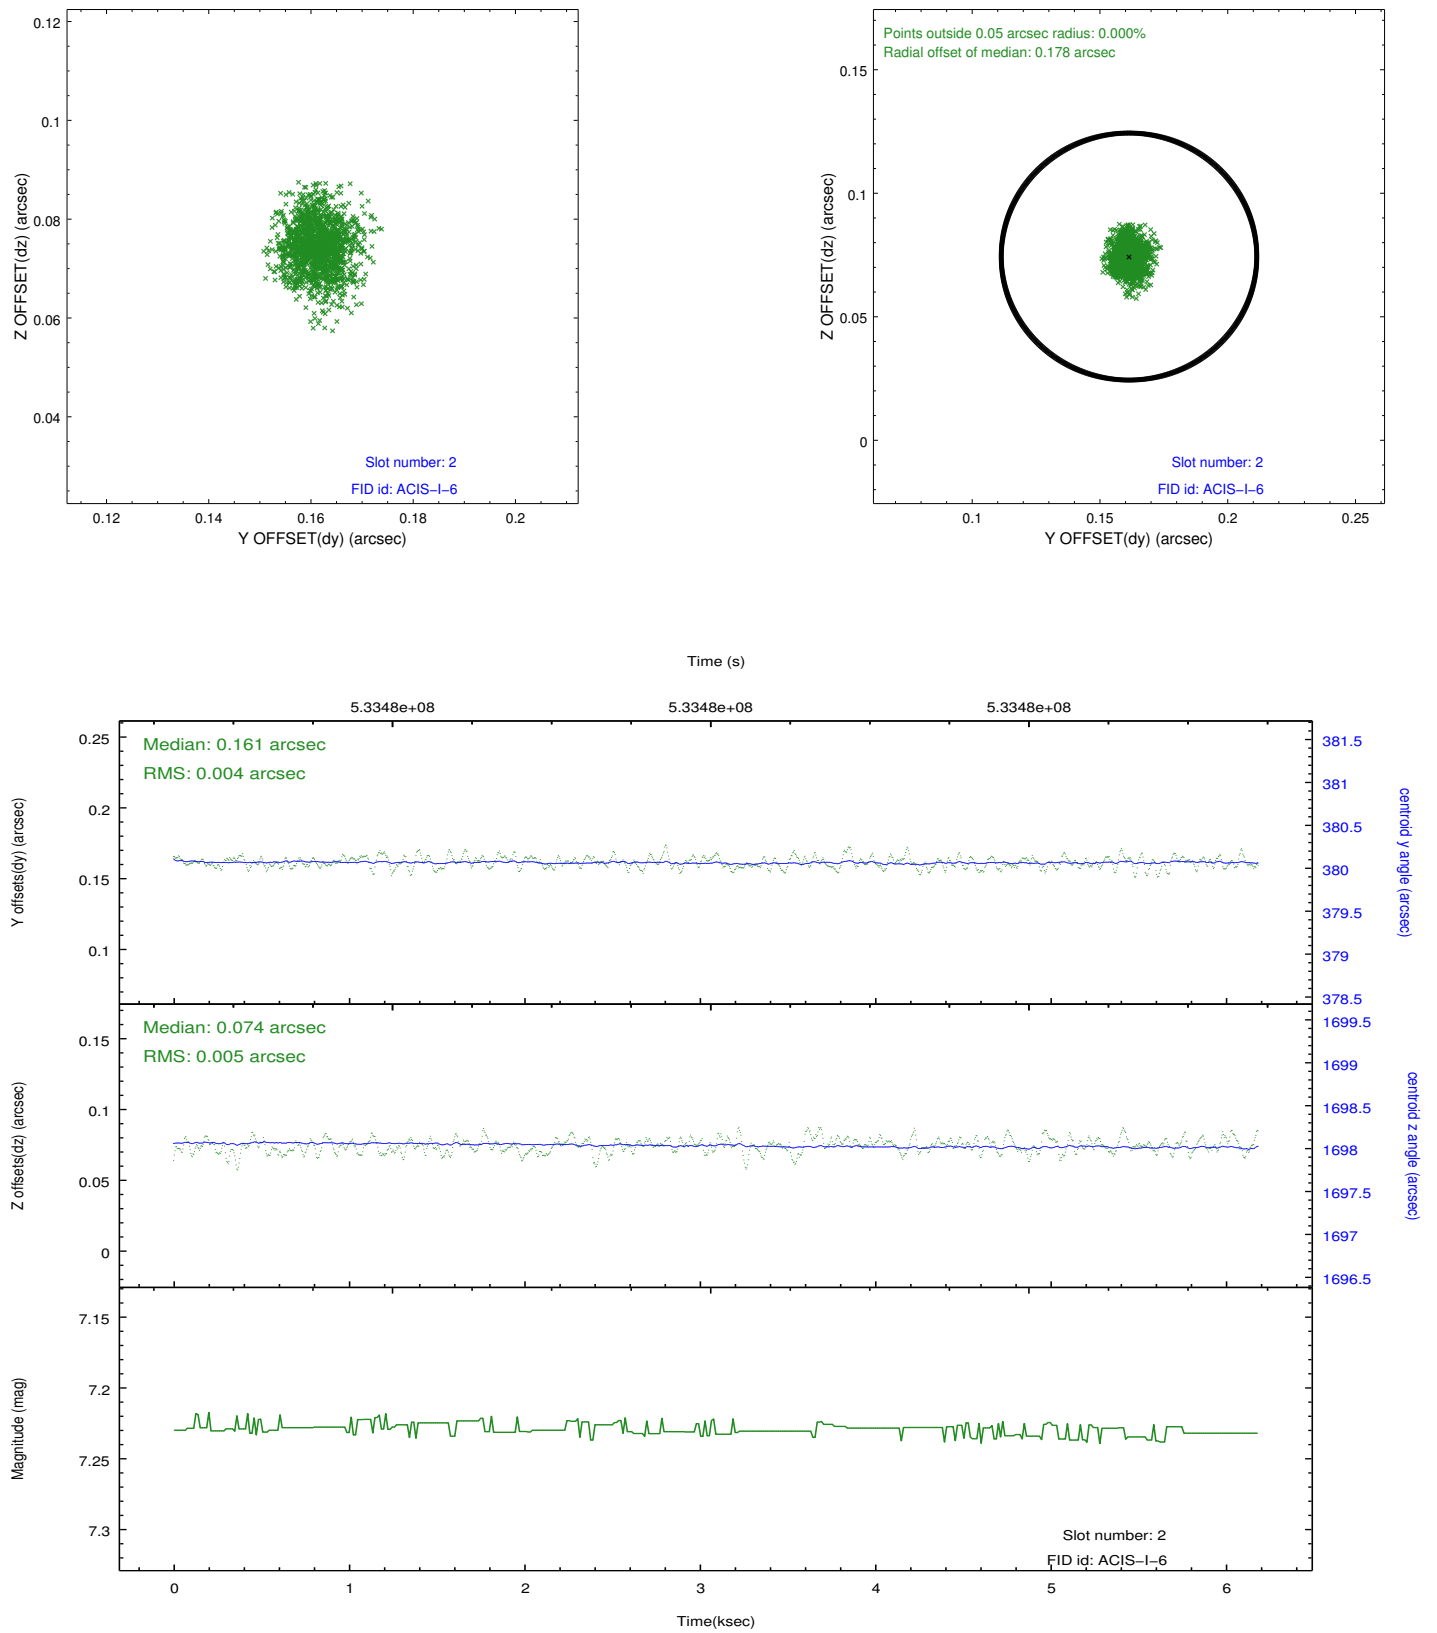 0.12
0.1
0.08
0.06
0.04
Z OFFSET(dz) (arcsec)
Slot number: 2
FID id: ACIS−I−6
0.12 0.14 0.16 0.18 0.2
Y OFFSET(dy) (arcsec)
Points outside 0.05 arcsec radius: 0.000%
Radial offset of median: 0.178 arcsec
0.15
0.1
0.05
0
Z OFFSET(dz) (arcsec)
Slot number: 2
FID id: ACIS−I−6
0.1 0.15 0.2 0.25
Y OFFSET(dy) (arcsec)
Time (s)
5.3348e+08 5.3348e+08 5.3348e+08
Median: 0.161 arcsec
RMS: 0.004 arcsec
0.25
0.2
0.15
0.1
Y offsets(dy) (arcsec)
381.5
381
380.5
380
379.5
379
378.5
centroid y angle (arcsec)
Median: 0.074 arcsec
RMS: 0.005 arcsec
0.15
0.1
0.05
0
Z offsets(dz) (arcsec)
1699.5
1699
1698.5
1698
1697.5
1697
1696.5
centroid z angle (arcsec)
7.15
7.2
7.25
7.3
Magnitude (mag)
Slot number: 2
FID id: ACIS−I−6
0 1 2 3 4 5 6
Time(ksec)